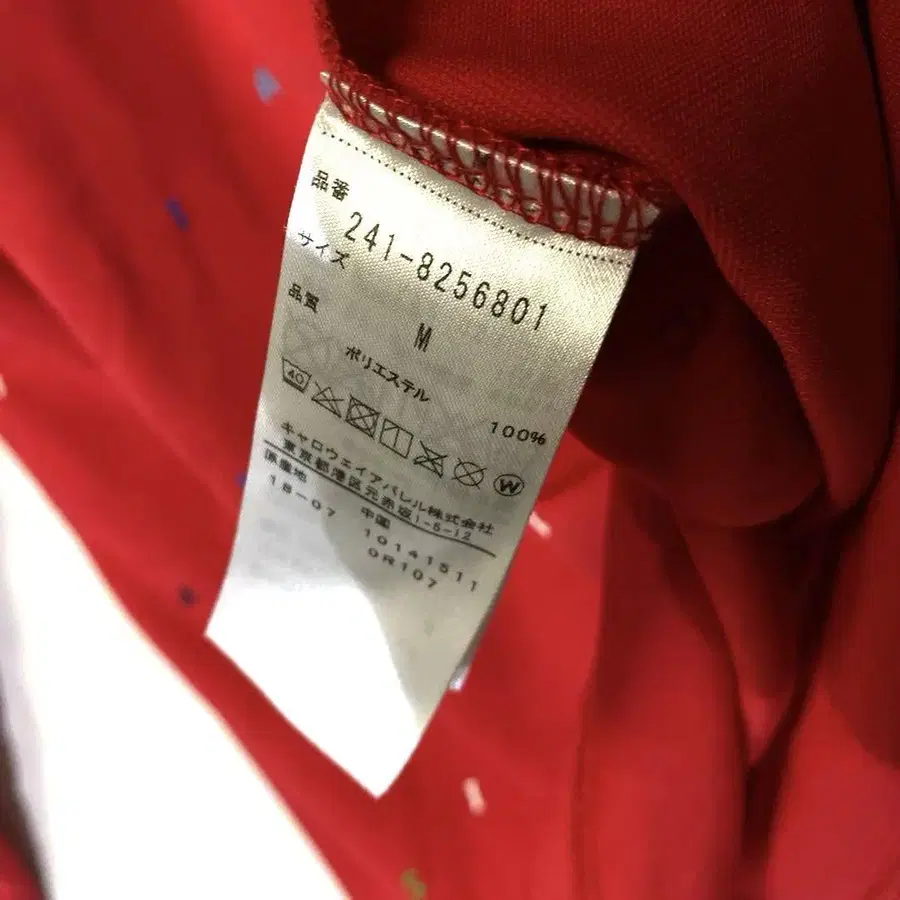 品番
241-8256801
サイズ
M
品質
ポリエステル
100%
40
W
キャロウェイアパレル株式会社
東京都港区元赤坂1-5-12
原産地
中国
18-07
10141511
OR107